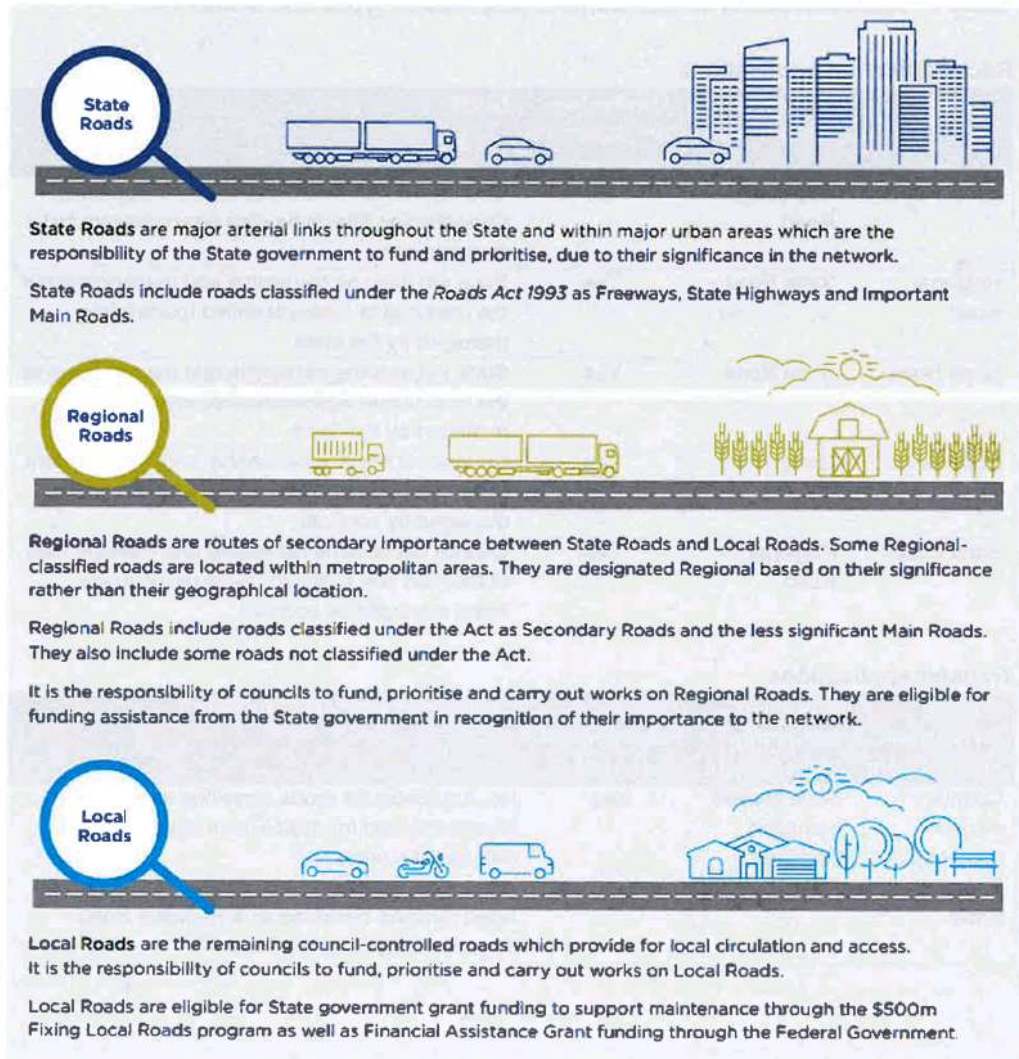 State
Roads
State Roads are major arterial links throughout the State and within major urban areas which are the
responsibility of the State government to fund and prioritise, due to their significance in the network.
State Roads include roads classified under the Roads Act 1993 as Freeways, State Highways and Important
Main Roads.
Regional
Roads
Regional Roads are routes of secondary importance between State Roads and Local Roads. Some Regional-
classified roads are located within metropolitan areas. They are designated Regional based on their significance
rather than their geographical location.
Regional Roads include roads classified under the Act as Secondary Roads and the less significant Main Roads.
They also include some roads not classified under the Act.
It is the responsibility of councils to fund, prioritise and carry out works on Regional Roads. They are eligible for
funding assistance from the State government in recognition of their importance to the network.
Local
Roads
Local Roads are the remaining council-controlled roads which provide for local circulation and access.
It is the responsibility of councils to fund, prioritise and carry out works on Local Roads.
Local Roads are eligible for State government grant funding to support maintenance through the $500m
Fixing Local Roads program as well as Financial Assistance Grant funding through the Federal Government.